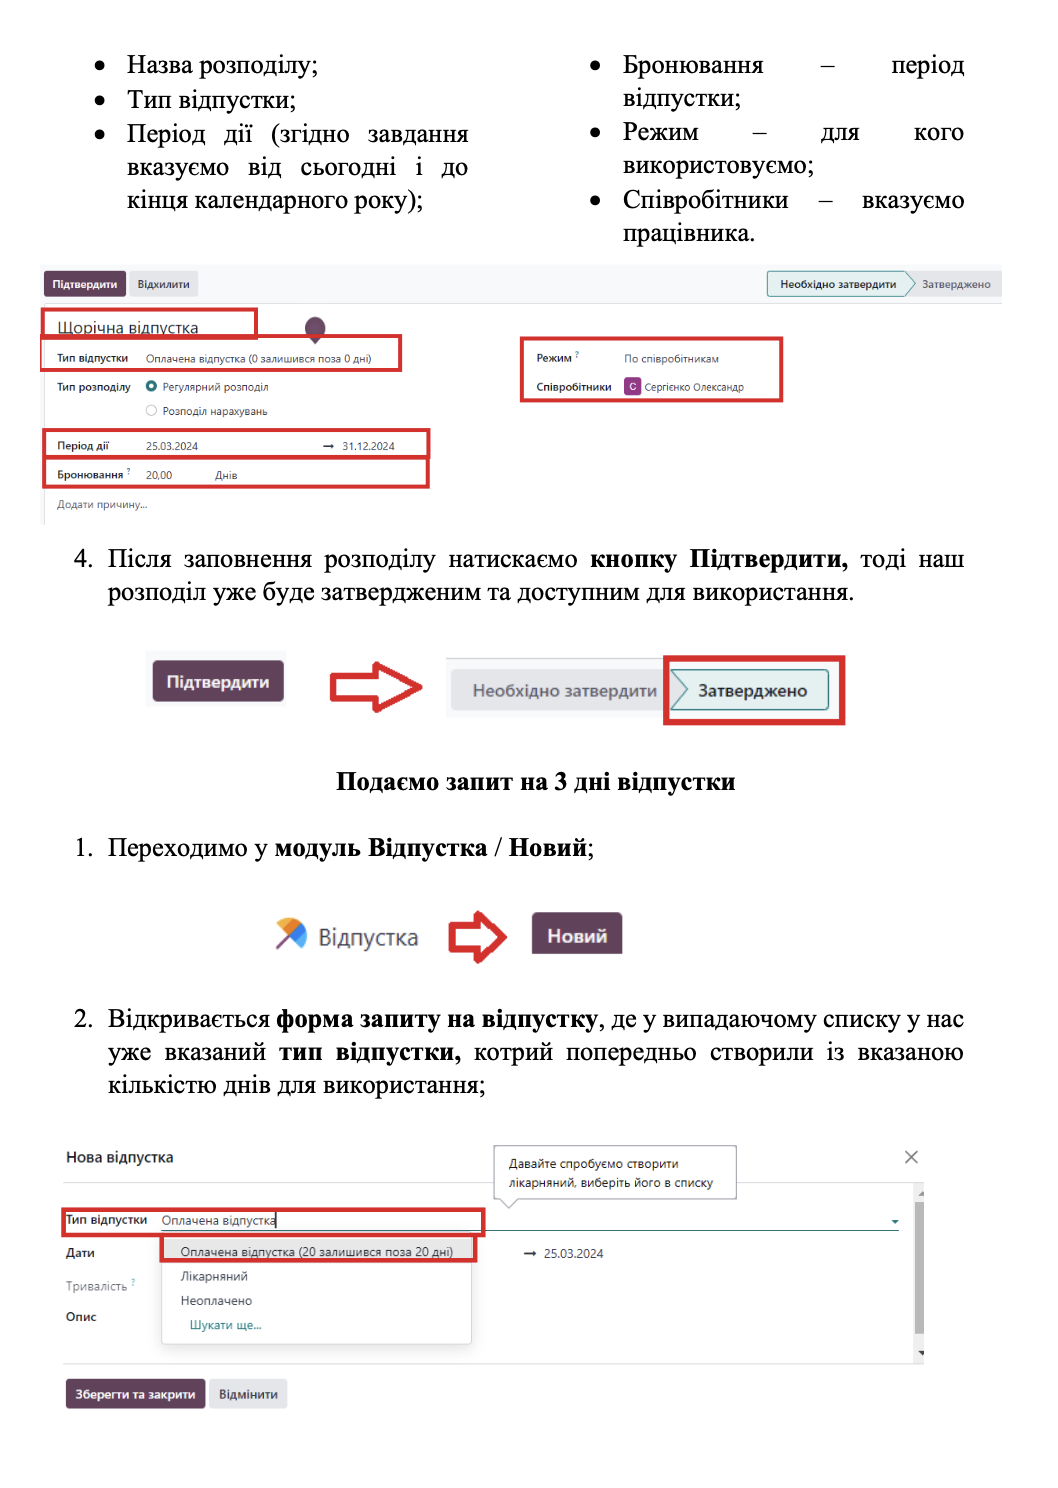 • Назва розподілу;
• Тип відпустки;
• Період дії (згідно завдання
вказуємо від сьогодні і до
кінця календарного року);
• Бронювання – період
відпустки;
• Режим – для кого
використовуємо;
• Співробітники – вказуємо
працівника.
Підтвердити Відхилити Необхідно затвердити Затверджено
Щорічна відпустка
Тип відпустки Оплачена відпустка (0 залишився поза 0 дні)
Режим ? По співробітникам
Тип розподілу Регулярний розподіл
Співробітники С Сергієнко Олександр
Розподіл нарахувань
Період дії 25.03.2024 → 31.12.2024
Бронювання ? 20,00 Днів
Додати причину...
4. Після заповнення розподілу натискаємо кнопку Підтвердити, тоді наш
розподіл уже буде затвердженим та доступним для використання.
Підтвердити Необхідно затвердити Затверджено
Подаємо запит на 3 дні відпустки
1. Переходимо у модуль Відпустка / Новий;
Відпустка Новий
2. Відкривається форма запиту на відпустку, де у випадаючому списку у нас
уже вказаний тип відпустки, котрий попередньо створили із вказаною
кількістю днів для використання;
Нова відпустка
Давайте спробуємо створити
лікарняний, виберіть його в списку
Тип відпустки Оплачена відпустка
Дати Оплачена відпустка (20 залишився поза 20 дні) → 25.03.2024
Лікарняний
Тривалість ?
Неоплачено
Опис
Шукати ще...
Зберегти та закрити Відмінити